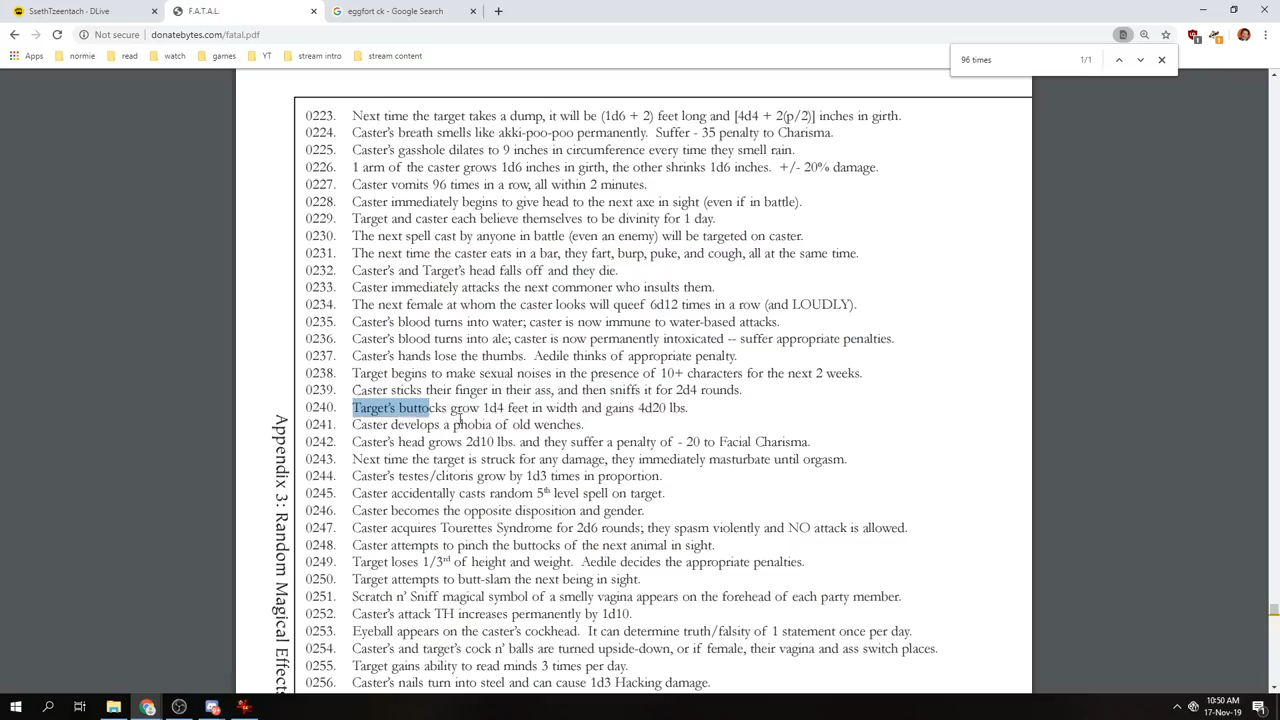 SsethTzeentach - DLive
F.A.T.A.L.
eggfort ck - Google Search
Not secure
donatebytes.com/fatal.pdf
Apps
normie
read
watch
games
YT
stream intro
stream content
96 times
1/1
0223. Next time the target takes a dump, it will be (1d6 + 2) feet long and [4d4 + 2(p/2)] inches in girth.
0224. Caster's breath smells like akki-poo-poo permanently. Suffer - 35 penalty to Charisma.
0225. Caster's gasshole dilates to 9 inches in circumference every time they smell rain.
0226. 1 arm of the caster grows 1d6 inches in girth, the other shrinks 1d6 inches. +/- 20% damage.
0227. Caster vomits 96 times in a row, all within 2 minutes.
0228. Caster immediately begins to give head to the next axe in sight (even if in battle).
0229. Target and caster each believe themselves to be divinity for 1 day.
0230. The next spell cast by anyone in battle (even an enemy) will be targeted on caster.
0231. The next time the caster eats in a bar, they fart, burp, puke, and cough, all at the same time.
0232. Caster's and Target's head falls off and they die.
0233. Caster immediately attacks the next commoner who insults them.
0234. The next female at whom the caster looks will queef 6d12 times in a row (and LOUDLY).
0235. Caster's blood turns into water; caster is now immune to water-based attacks.
0236. Caster's blood turns into ale; caster is now permanently intoxicated -- suffer appropriate penalties.
0237. Caster's hands lose the thumbs. Aedile thinks of appropriate penalty.
0238. Target begins to make sexual noises in the presence of 10+ characters for the next 2 weeks.
0239. Caster sticks their finger in their ass, and then sniffs it for 2d4 rounds.
0240. Target's buttocks grow 1d4 feet in width and gains 4d20 lbs.
0241. Caster develops a phobia of old wenches.
0242. Caster's head grows 2d10 lbs. and they suffer a penalty of - 20 to Facial Charisma.
0243. Next time the target is struck for any damage, they immediately masturbate until orgasm.
0244. Caster's testes/clitoris grow by 1d3 times in proportion.
0245. Caster accidentally casts random 5th level spell on target.
0246. Caster becomes the opposite disposition and gender.
0247. Caster acquires Tourettes Syndrome for 2d6 rounds; they spasm violently and NO attack is allowed.
0248. Caster attempts to pinch the buttocks of the next animal in sight.
0249. Target loses 1/3rd of height and weight. Aedile decides the appropriate penalties.
0250. Target attempts to butt-slam the next being in sight.
0251. Scratch n' Sniff magical symbol of a smelly vagina appears on the forehead of each party member.
0252. Caster's attack TH increases permanently by 1d10.
0253. Eyeball appears on the caster's cockhead. It can determine truth/falsity of 1 statement once per day.
0254. Caster's and target's cock n' balls are turned upside-down, or if female, their vagina and ass switch places.
0255. Target gains ability to read minds 3 times per day.
0256. Caster's nails turn into steel and can cause 1d3 Hacking damage.
Appendix 3: Random Magical Effects
10:50 AM
17-Nov-19